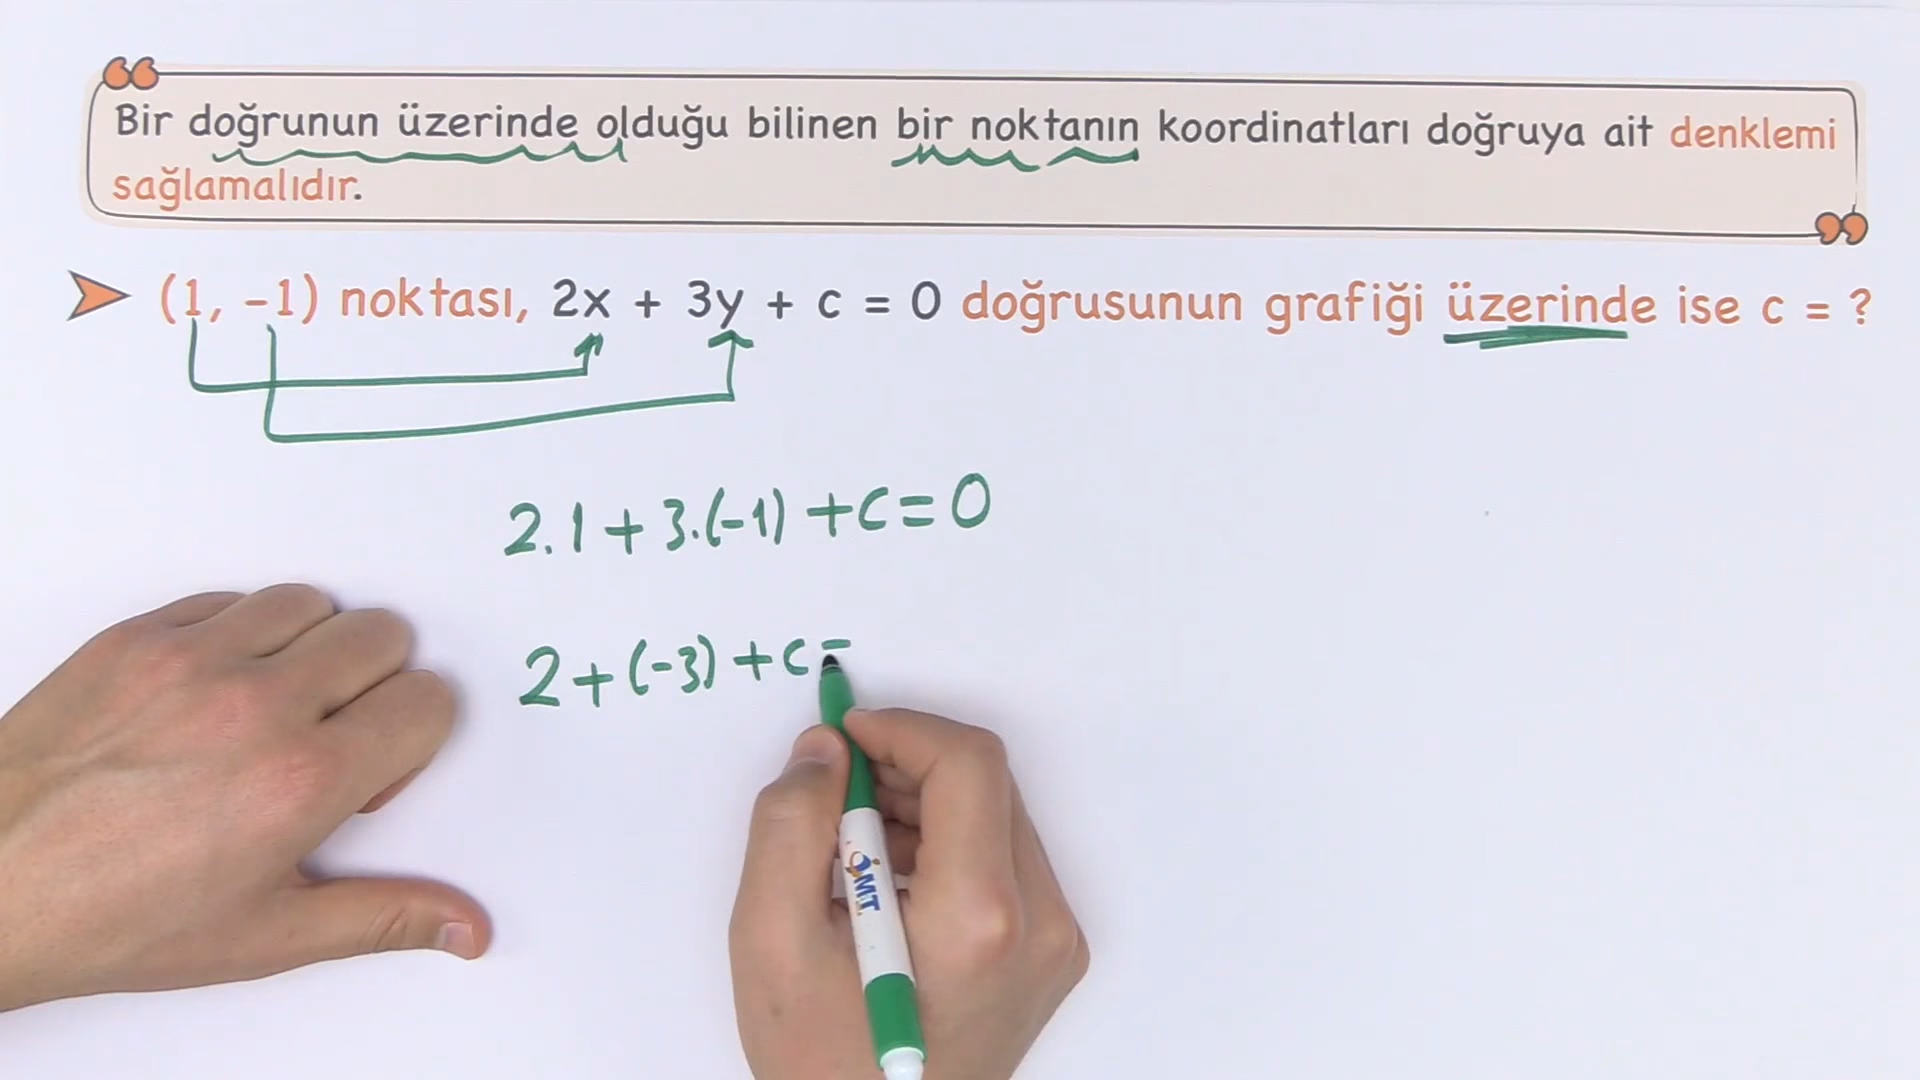 Bir doğrunun üzerinde olduğu bilinen bir noktanın koordinatları doğruya ait denklemi
sağlamalıdır.
(1, -1) noktası, 2x + 3y + c = 0 doğrusunun grafiği üzerinde ise c = ?
2.1+3.(-1)+c=0
2+(-3)+c=
MT